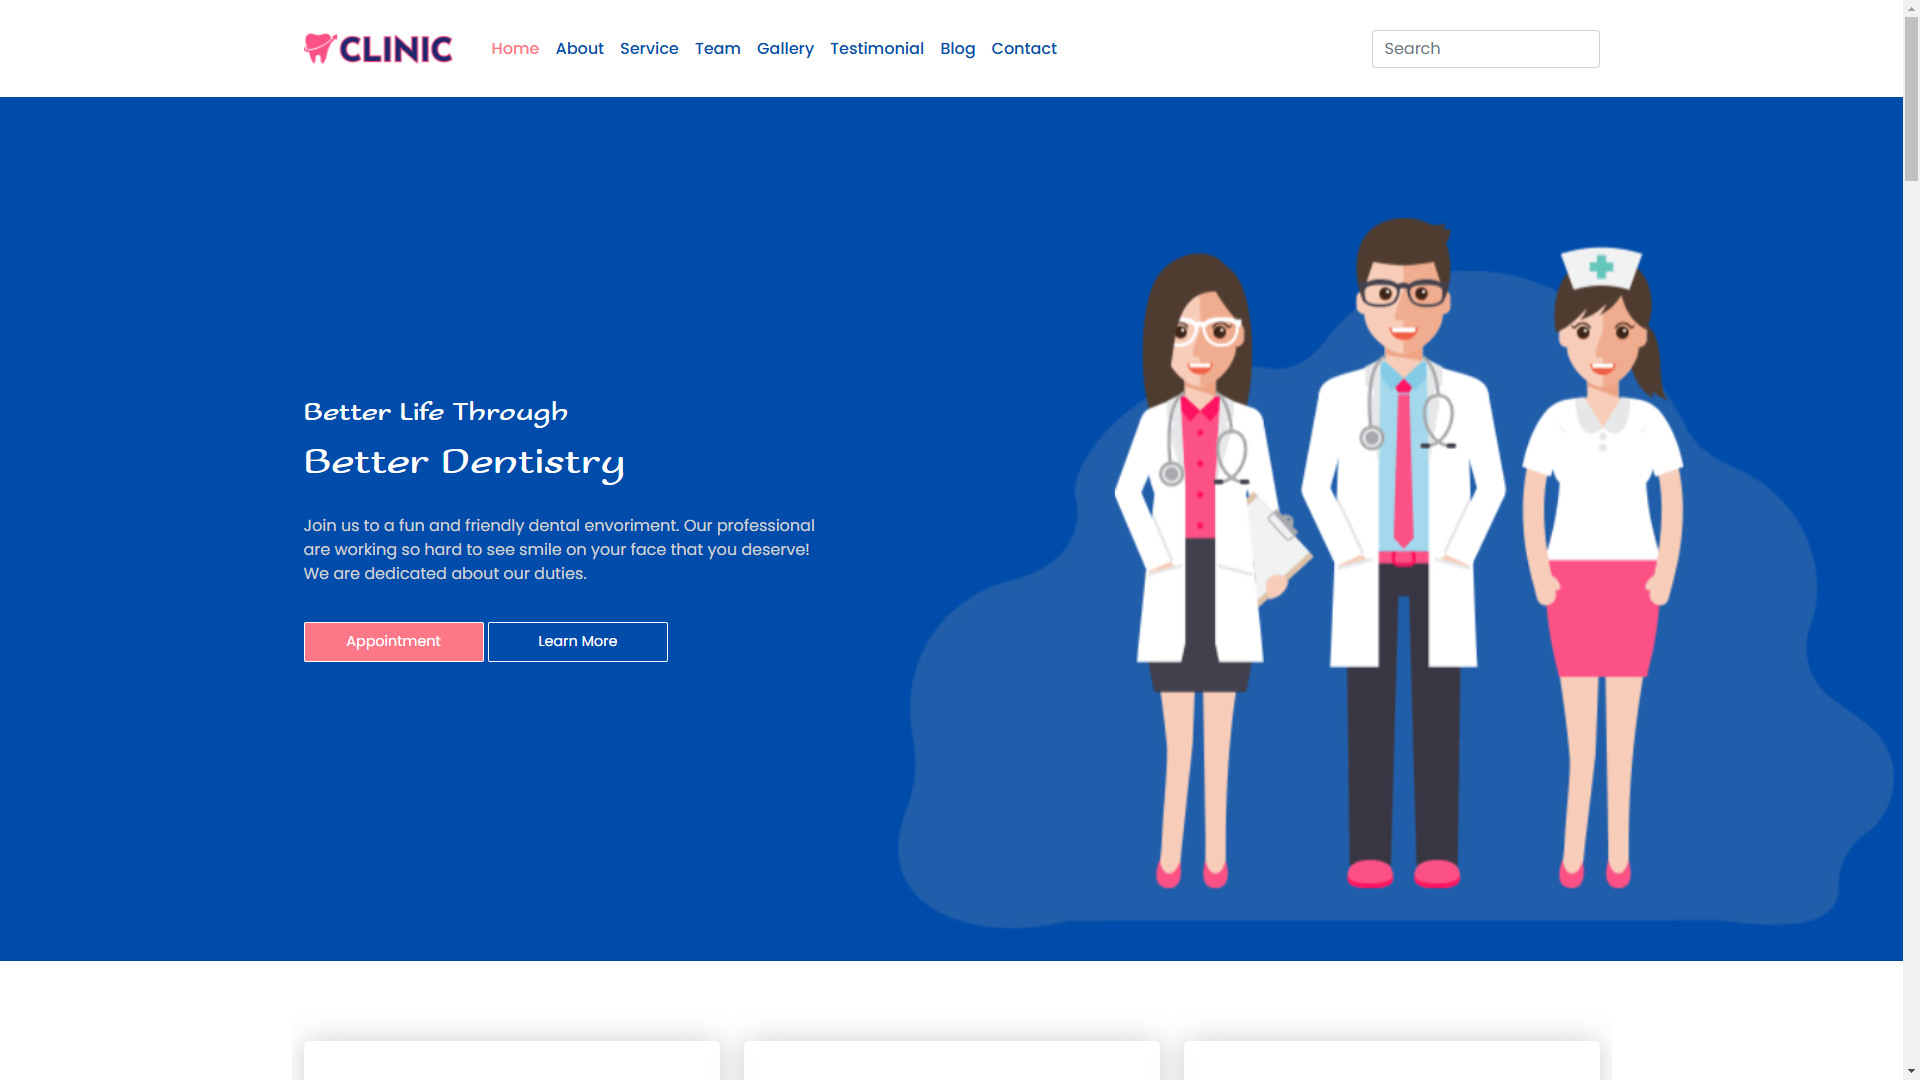 CLINIC
Home About Service Team Gallery Testimonial Blog Contact
Search
Better Life Through
Better Dentistry
Join us to a fun and friendly dental envoriment. Our professional
are working so hard to see smile on your face that you deserve!
We are dedicated about our duties.
Appointment
Learn More